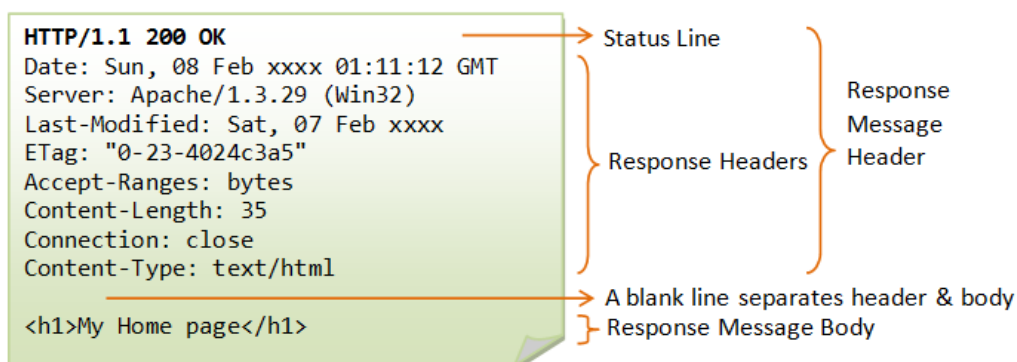 HTTP/1.1 200 OK
Date: Sun, 08 Feb xxxx 01:11:12 GMT
Server: Apache/1.3.29 (Win32)
Last-Modified: Sat, 07 Feb xxxx
ETag: "0-23-4024c3a5"
Accept-Ranges: bytes
Content-Length: 35
Connection: close
Content-Type: text/html
<h1>My Home page</h1>
Status Line
Response Headers
Response
Message
Header
A blank line separates header & body
Response Message Body